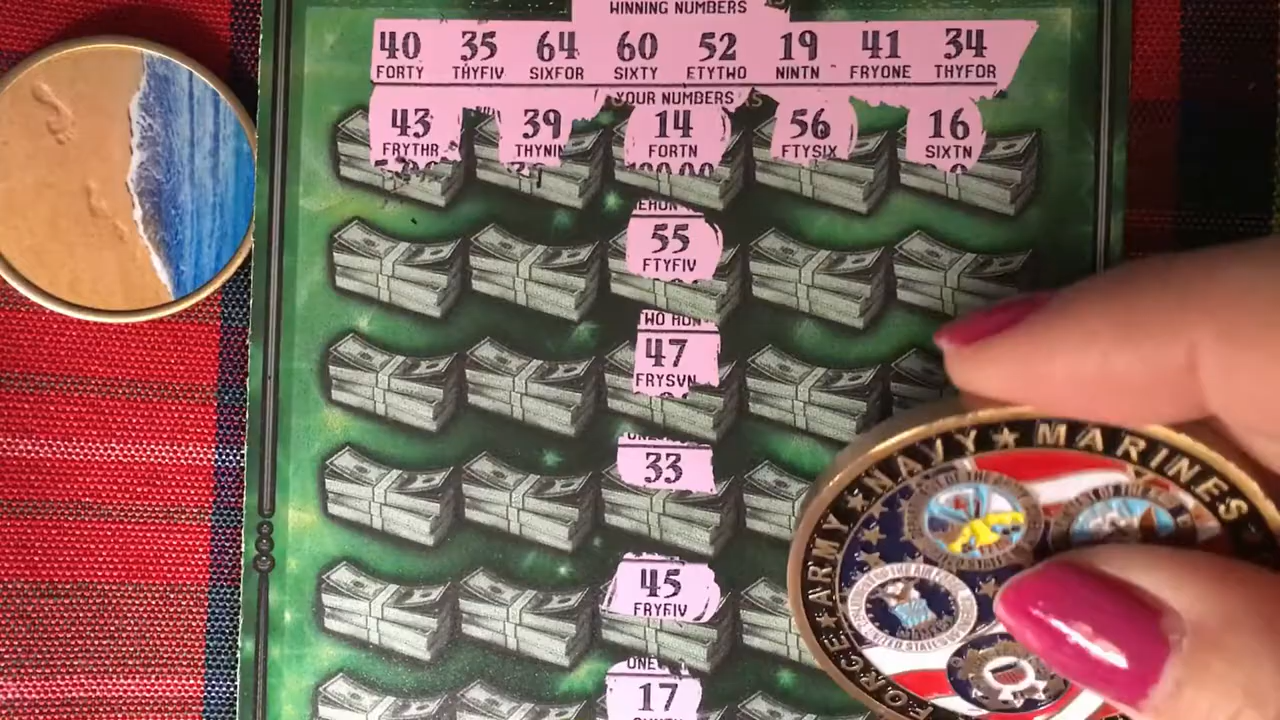 WINNING NUMBERS
40 35 64 60 52 19 41 34
FORTY THYFIV SIXFOR SIXTY FTYTWO NINTN FRYONE THYFOR
YOUR NUMBERS
43 39 14 56 16
FRYTHR THYNIN FORTN FTYSIX SIXTN
55
FTYFIV
47
FRYSVN
33
45
FRYFIV
ONE
17
FORCE ★ ARMY ★ NAVY ★ MARINES